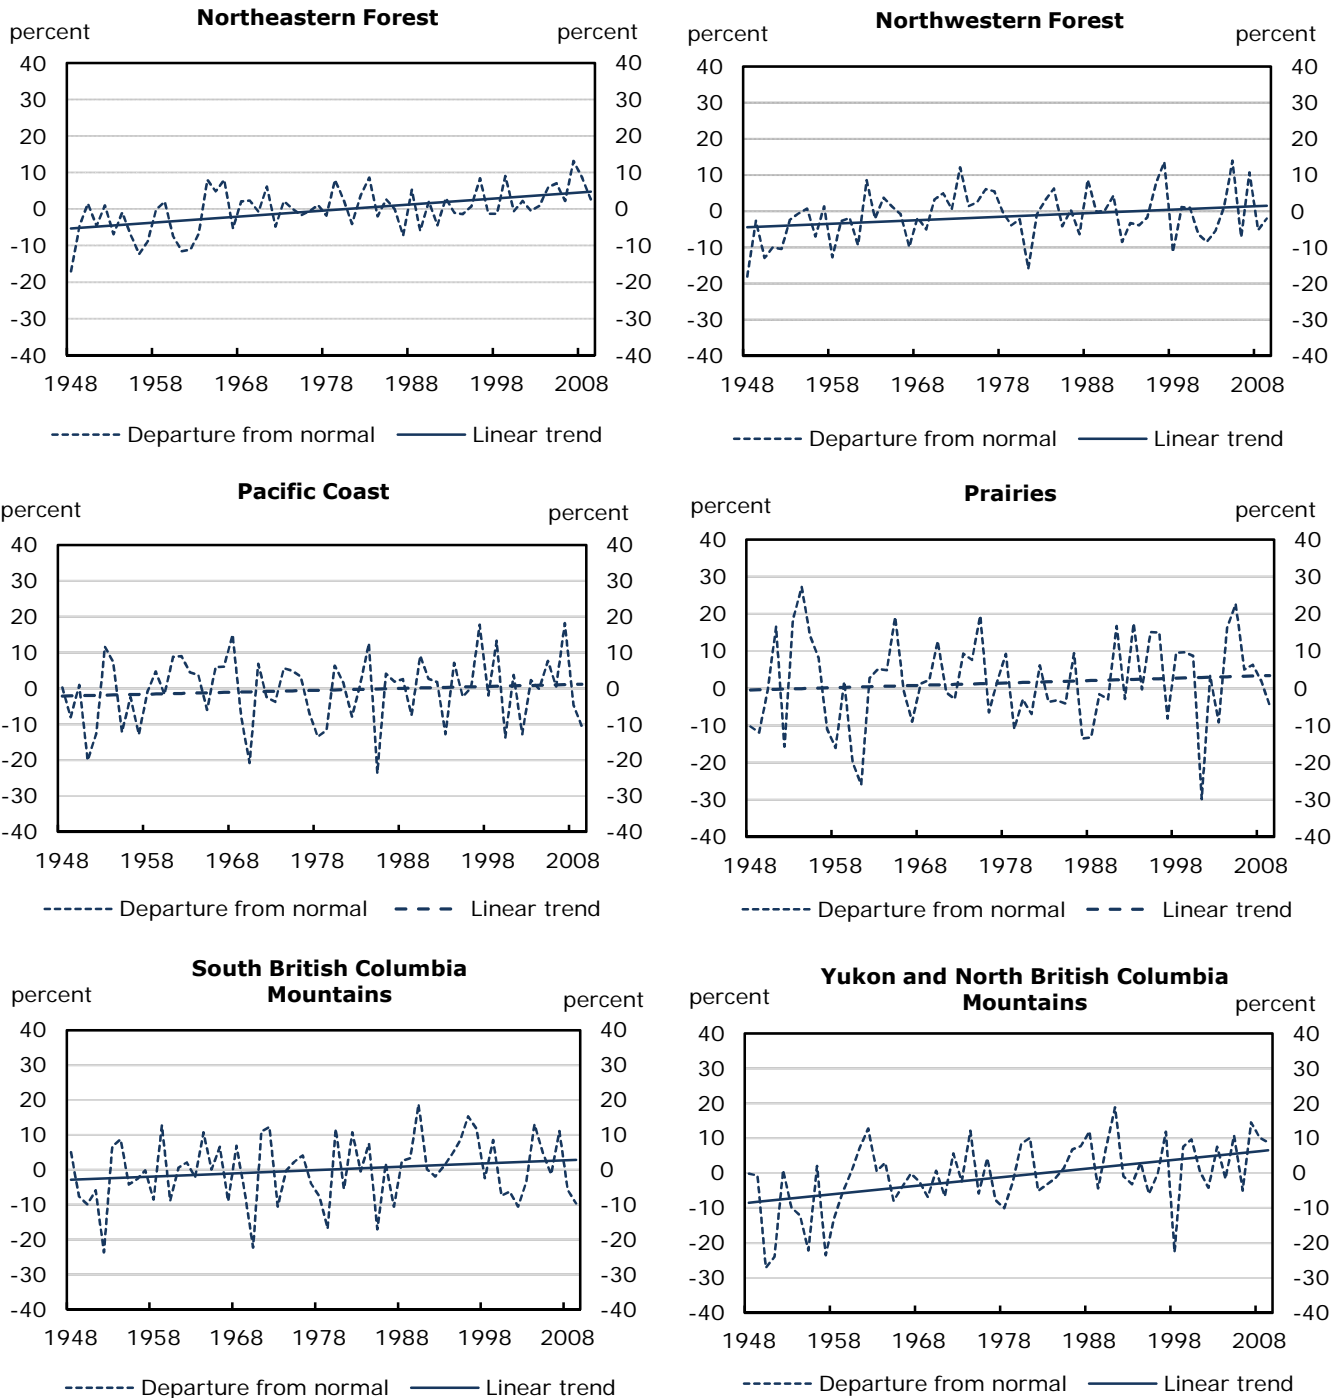 Northeastern Forest
percent percent
40 40
30 30
20 20
10 10
0 0
-10 -10
-20 -20
-30 -30
-40 -40
1948 1958 1968 1978 1988 1998 2008
Departure from normal Linear trend
Northwestern Forest
percent percent
40 40
30 30
20 20
10 10
0 0
-10 -10
-20 -20
-30 -30
-40 -40
1948 1958 1968 1978 1988 1998 2008
Departure from normal Linear trend
Pacific Coast
percent percent
40 40
30 30
20 20
10 10
0 0
-10 -10
-20 -20
-30 -30
-40 -40
1948 1958 1968 1978 1988 1998 2008
Departure from normal Linear trend
Prairies
percent percent
40 40
30 30
20 20
10 10
0 0
-10 -10
-20 -20
-30 -30
-40 -40
1948 1958 1968 1978 1988 1998 2008
Departure from normal Linear trend
South British Columbia
Mountains
percent percent
40 40
30 30
20 20
10 10
0 0
-10 -10
-20 -20
-30 -30
-40 -40
1948 1958 1968 1978 1988 1998 2008
Departure from normal Linear trend
Yukon and North British Columbia
Mountains
percent percent
40 40
30 30
20 20
10 10
0 0
-10 -10
-20 -20
-30 -30
-40 -40
1948 1958 1968 1978 1988 1998 2008
Departure from normal Linear trend